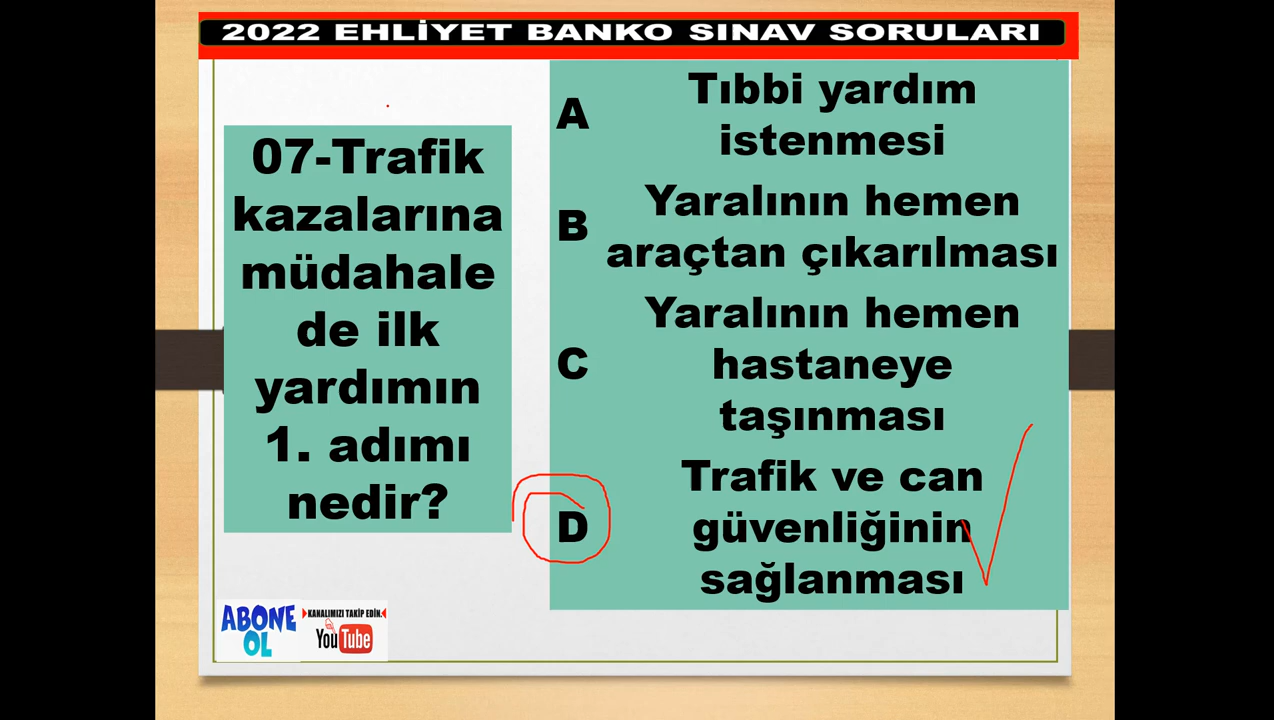 2022 EHLİYET BANKO SINAV SORULARI
07-Trafik
kazalarına
müdahale
de ilk
yardımın
1. adımı
nedir?
A
Tıbbi yardım
istenmesi
B
Yaralının hemen
araçtan çıkarılması
C
Yaralının hemen
hastaneye
taşınması
D
Trafik ve can
güvenliğinin
sağlanması
ABONE
OL
KANALIMIZI TAKİP EDİN.
YouTube